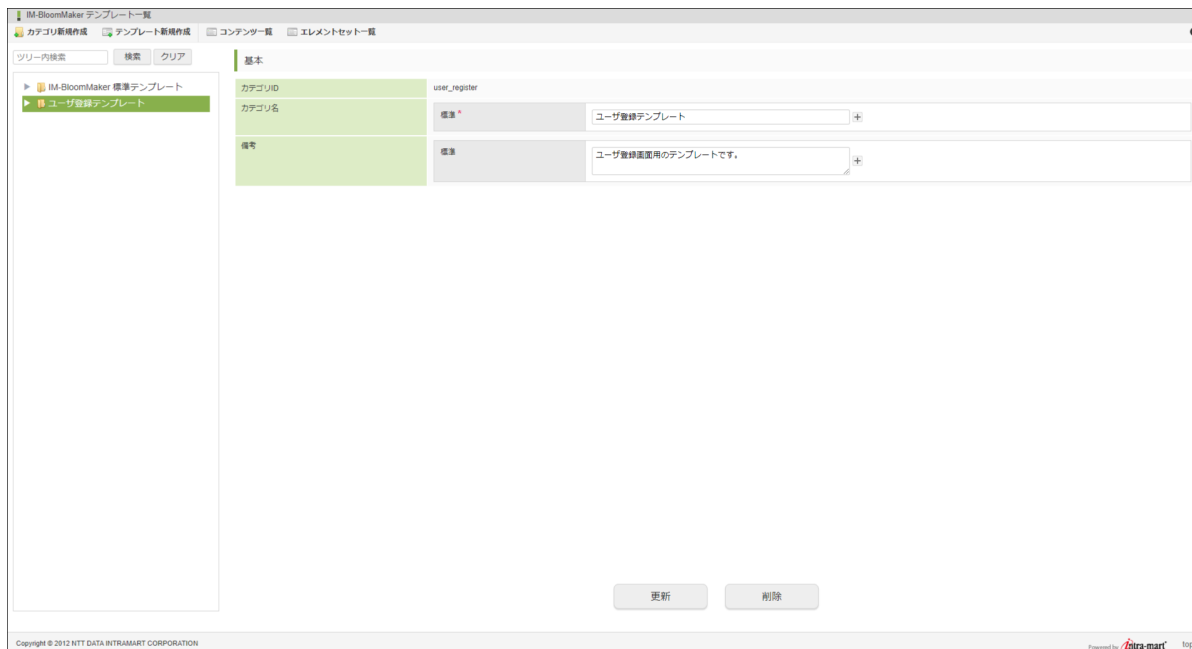 IM-BloomMaker テンプレート一覧
カテゴリ新規作成 テンプレート新規作成 コンテンツ一覧 エレメントセット一覧
ツリー内検索 検索 クリア
基本
IM-BloomMaker 標準テンプレート
ユーザ登録テンプレート
カテゴリID user_register
カテゴリ名 標準 * ユーザ登録テンプレート
備考 標準 ユーザ登録画面用のテンプレートです。
更新 削除
Copyright © 2012 NTT DATA INTRAMART CORPORATION
Powered by intra-mart top